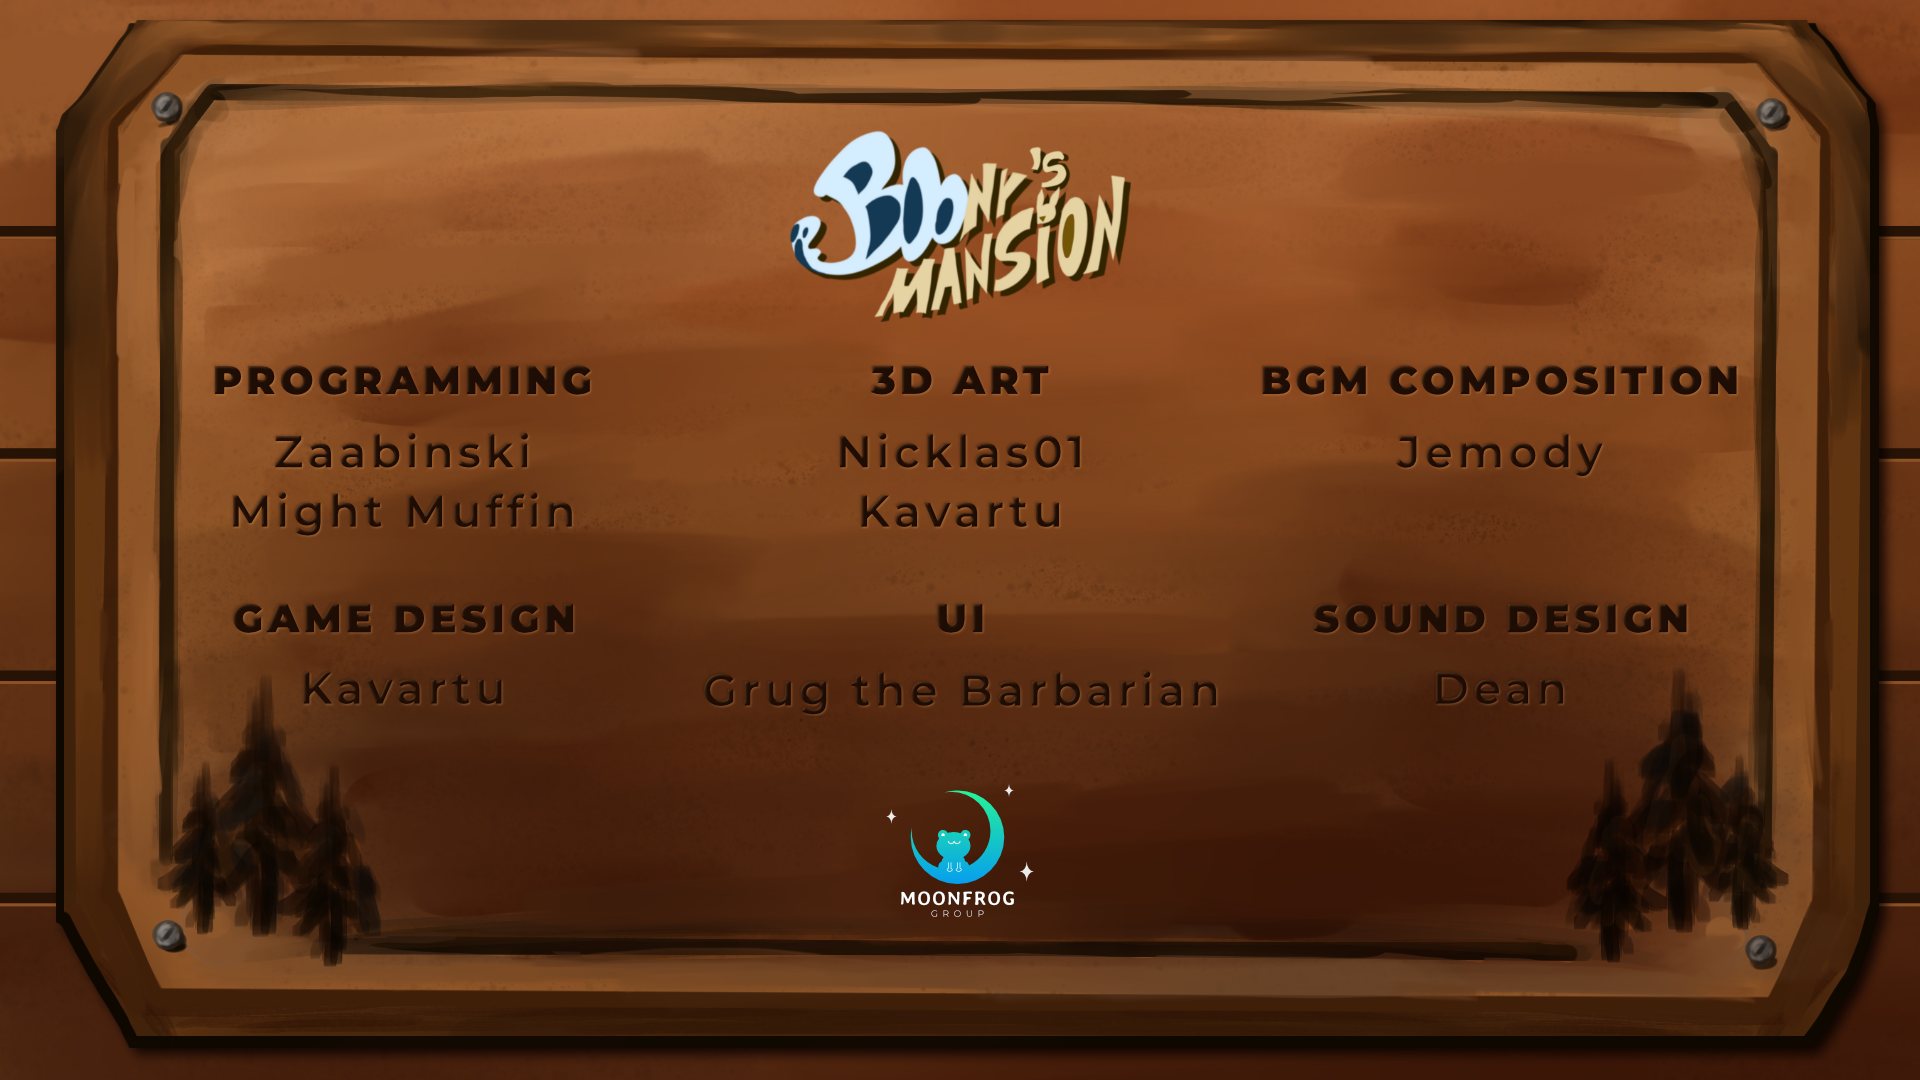 BOONY'S
MANSION
PROGRAMMING
Zaabinski
Might Muffin
3D ART
Nicklas01
Kavartu
BGM COMPOSITION
Jemody
GAME DESIGN
Kavartu
UI
Grug the Barbarian
SOUND DESIGN
Dean
MOONFROG
GROUP